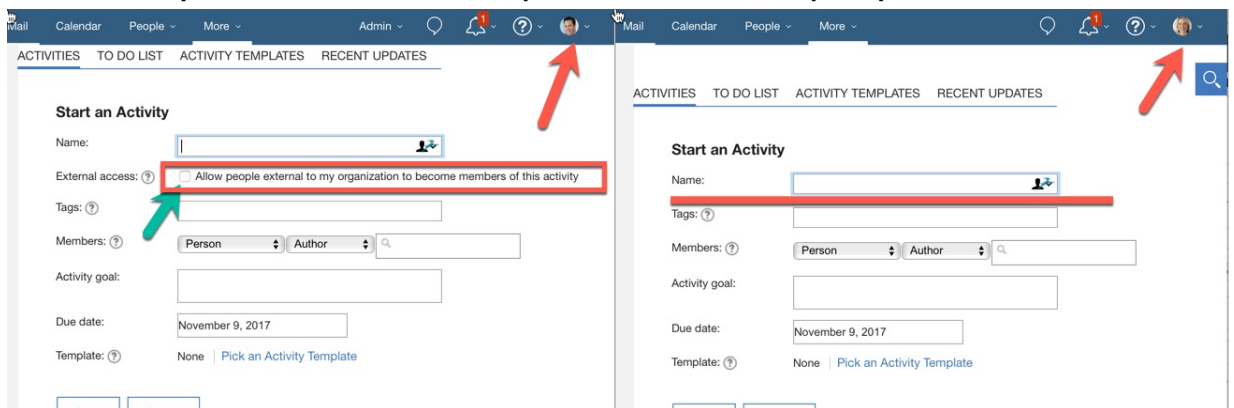 Mail Calendar People More Admin 1 ?
ACTIVITIES TO DO LIST ACTIVITY TEMPLATES RECENT UPDATES
Start an Activity
Name:
External access: ? Allow people external to my organization to become members of this activity
Tags: ?
Members: ? Person Author
Activity goal:
Due date: November 9, 2017
Template: ? None | Pick an Activity Template
Mail Calendar People More 1 ?
ACTIVITIES TO DO LIST ACTIVITY TEMPLATES RECENT UPDATES
Start an Activity
Name:
Tags: ?
Members: ? Person Author
Activity goal:
Due date: November 9, 2017
Template: ? None | Pick an Activity Template